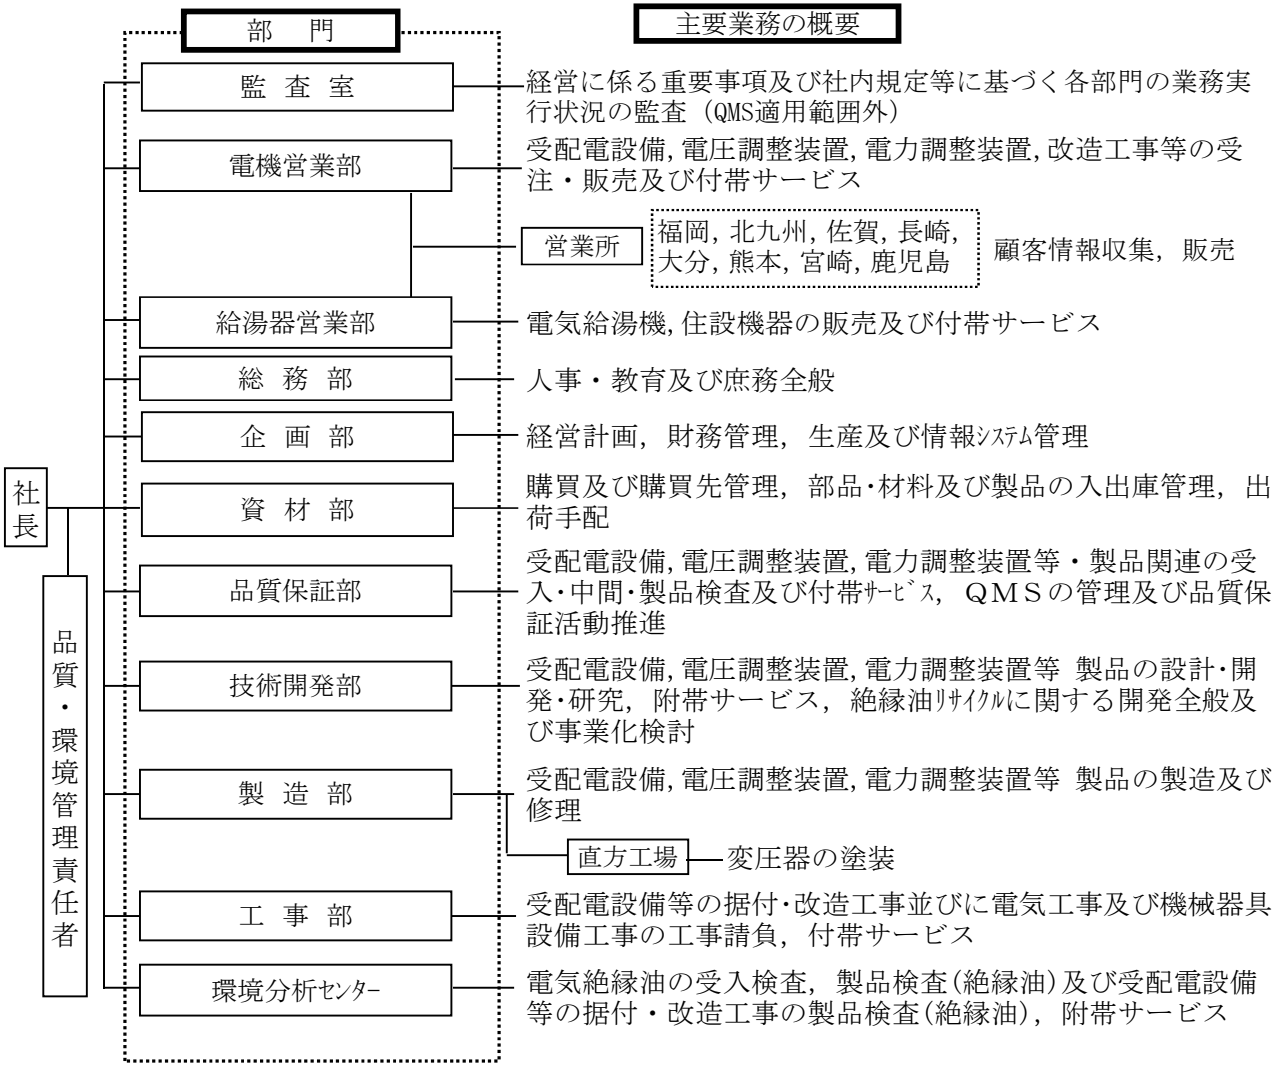 部　門
主要業務の概要
監 査 室
経営に係る重要事項及び社内規定等に基づく各部門の業務実
行状況の監査（QMS適用範囲外）
電機営業部
受配電設備,電圧調整装置,電力調整装置,改造工事等の受
注・販売及び付帯サービス
営業所
福岡, 北九州, 佐賀, 長崎,
大分, 熊本, 宮崎, 鹿児島
顧客情報収集, 販売
給湯器営業部
電気給湯機,住設機器の販売及び付帯サービス
総 務 部
人事・教育及び庶務全般
企 画 部
経営計画, 財務管理, 生産及び情報ｼｽﾃﾑ管理
社長
資 材 部
購買及び購買先管理, 部品･材料及び製品の入出庫管理, 出
荷手配
品質・環境管理責任者
品質保証部
受配電設備,電圧調整装置,電力調整装置等・製品関連の受
入･中間･製品検査及び付帯ｻｰﾋﾞｽ, ＱＭＳの管理及び品質保
証活動推進
技術開発部
受配電設備,電圧調整装置,電力調整装置等 製品の設計･開
発･研究, 附帯サービス, 絶縁油ﾘｻｲｸﾙに関する開発全般及
び事業化検討
製 造 部
受配電設備,電圧調整装置,電力調整装置等 製品の製造及び
修理
直方工場
変圧器の塗装
工 事 部
受配電設備等の据付･改造工事並びに電気工事及び機械器具
設備工事の工事請負, 付帯サービス
環境分析ｾﾝﾀｰ
電気絶縁油の受入検査, 製品検査(絶縁油)及び受配電設備
等の据付・改造工事の製品検査(絶縁油), 附帯サービス